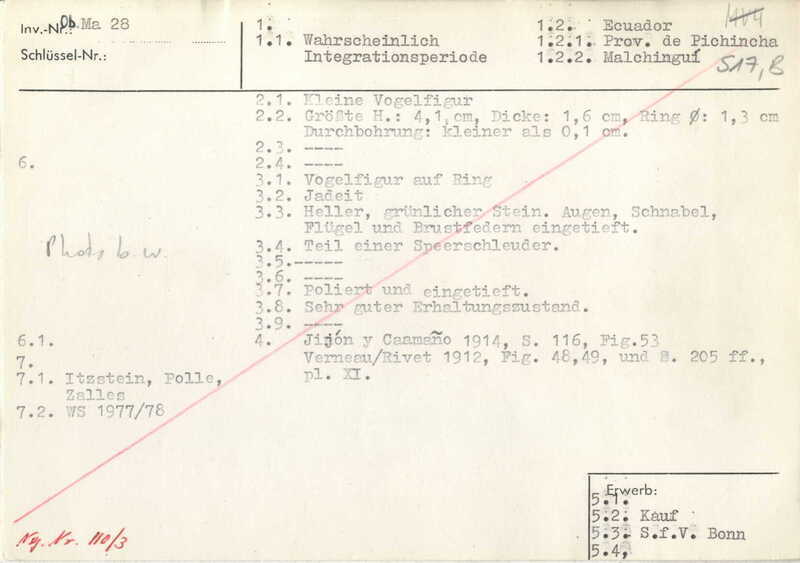 Inv.-Nr.: Ob Ma 28
Schlüssel-Nr.:
1.
1.1. Wahrscheinlich
Integrationsperiode
1.2. Ecuador
1.2.1. Prov. de Pichincha
1.2.2. Malchinguí
S17, B
2.1. Kleine Vogelfigur
2.2. Größte H.: 4,1 cm, Dicke: 1,6 cm, Ring Ø: 1,3 cm
Durchbohrung: kleiner als 0,1 cm.
2.3. ----
6.
2.4. ----
3.1. Vogelfigur auf Ring
3.2. Jadeit
3.3. Heller, grünlicher Stein. Augen, Schnabel,
Flügel und Brustfedern eingetieft.
Photo b. w.
3.4. Teil einer Speerschleuder.
3.5.-----
3.6. ----
3.7. Poliert und eingetieft.
3.8. Sehr guter Erhaltungszustand.
3.9. ----
6.1.
4. Jijón y Caamaño 1914, S. 116, Fig.53
Verneau/Rivet 1912, Fig. 48,49, und S. 205 ff.,
pl. XI.
7.
7.1. Itzstein, Polle,
Zalles
7.2. WS 1977/78
Erwerb:
5.1.
5.2. Kauf
5.3. S.f.V. Bonn
5.4,
Ng. Nr. 110/3